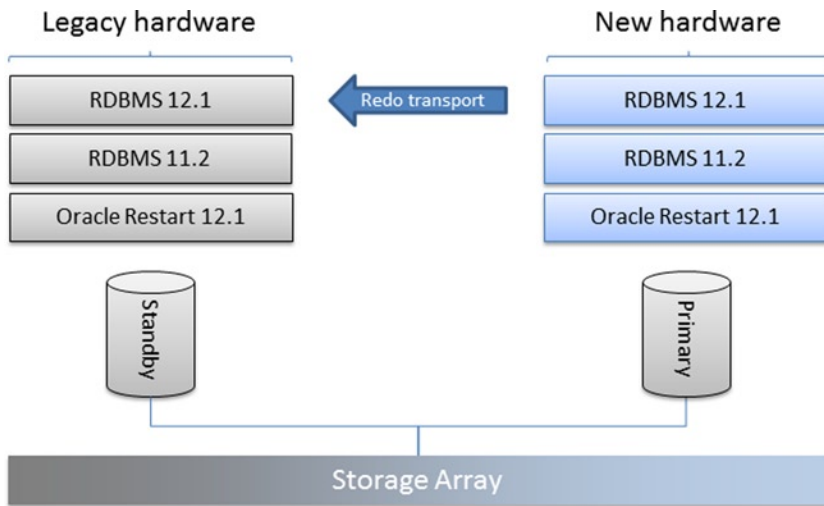 Legacy hardware
New hardware
RDBMS 12.1
Redo transport
RDBMS 12.1
RDBMS 11.2
RDBMS 11.2
Oracle Restart 12.1
Oracle Restart 12.1
Standby
Primary
Storage Array